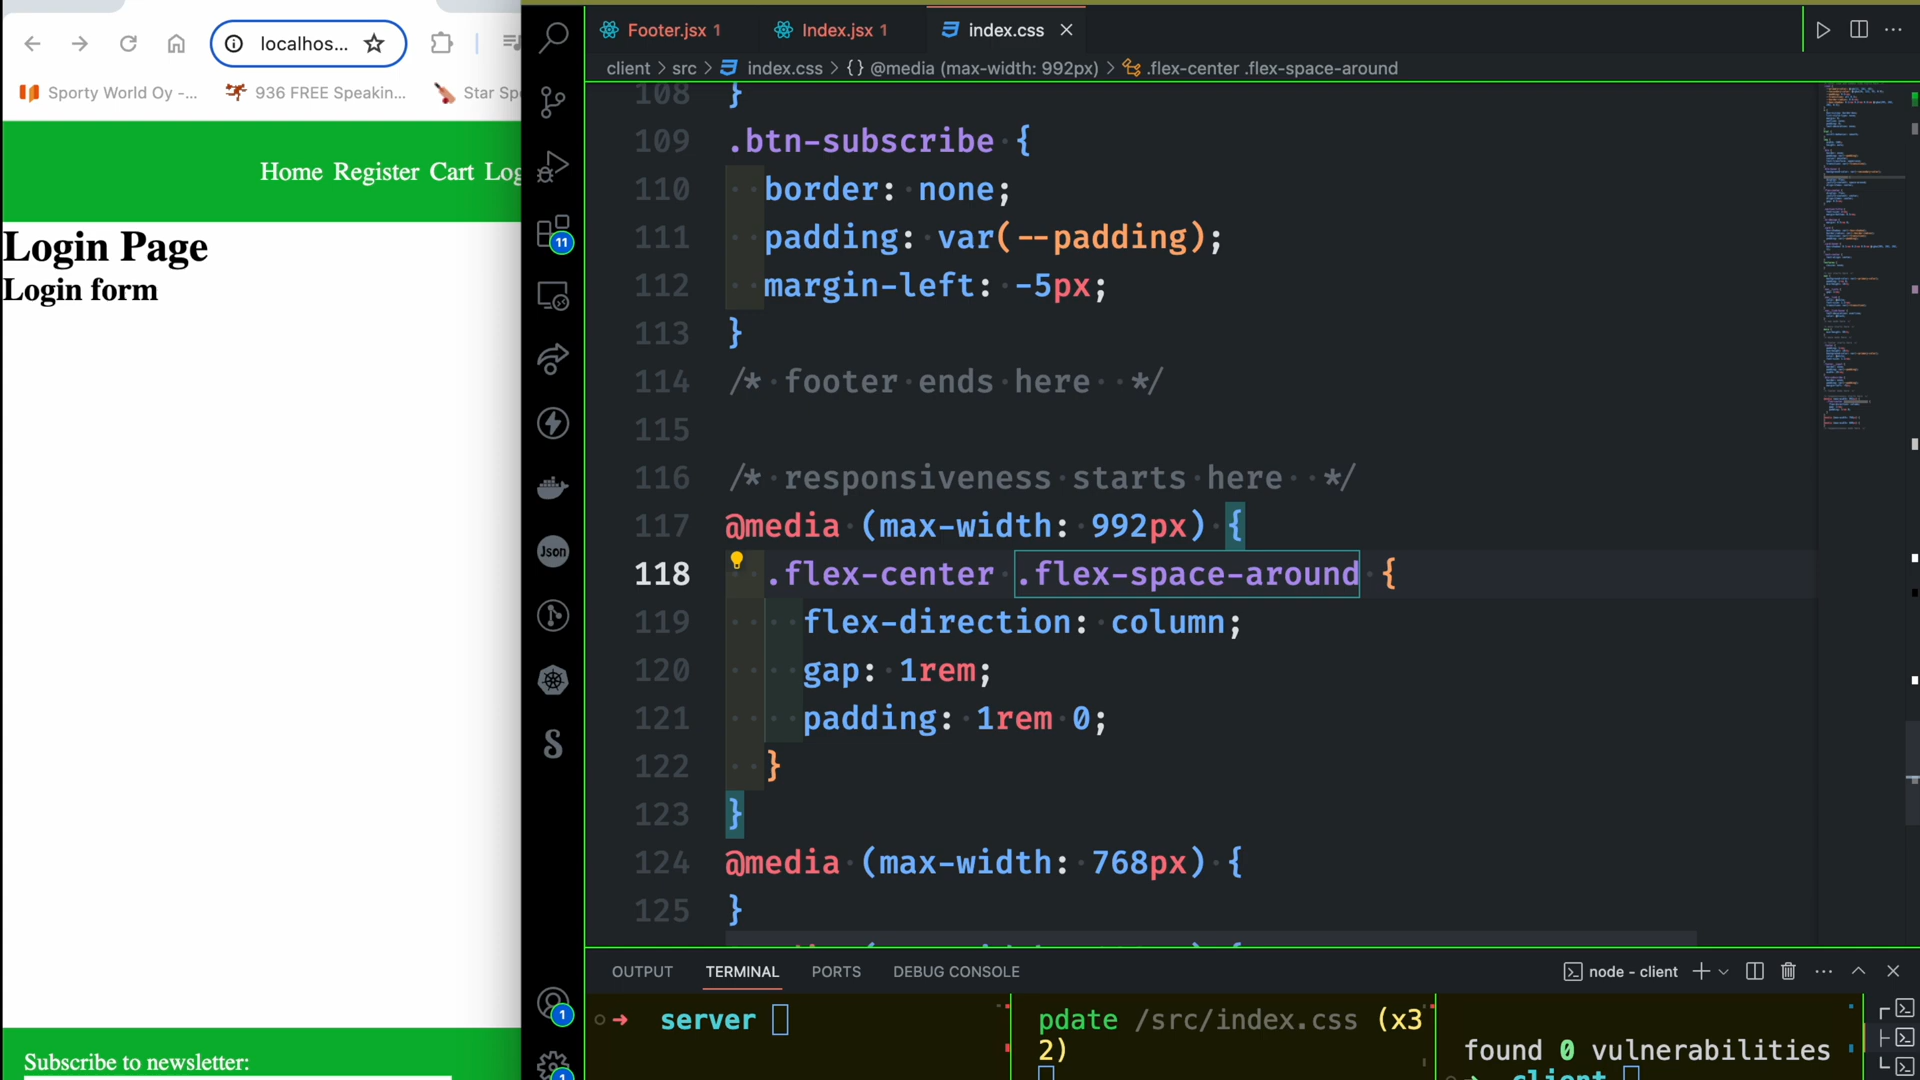 localhos...
Sporty World Oy -...
936 FREE Speakin...
Star Sp
Home Register Cart Log
Login Page
Login form
Subscribe to newsletter:
11
Json
1
1
Footer.jsx 1
Index.jsx 1
index.css
client > src > index.css > {} @media (max-width: 992px) > .flex-center .flex-space-around
108 }
109 .btn-subscribe {
110 border: none;
111 padding: var(--padding);
112 margin-left: -5px;
113 }
114 /* footer ends here */
115
116 /* responsiveness starts here */
117 @media (max-width: 992px) {
118 .flex-center .flex-space-around {
119 flex-direction: column;
120 gap: 1rem;
121 padding: 1rem 0;
122 }
123 }
124 @media (max-width: 768px) {
125 }
OUTPUT TERMINAL PORTS DEBUG CONSOLE
node - client
server
pdate /src/index.css (x3
2)
found 0 vulnerabilities
client